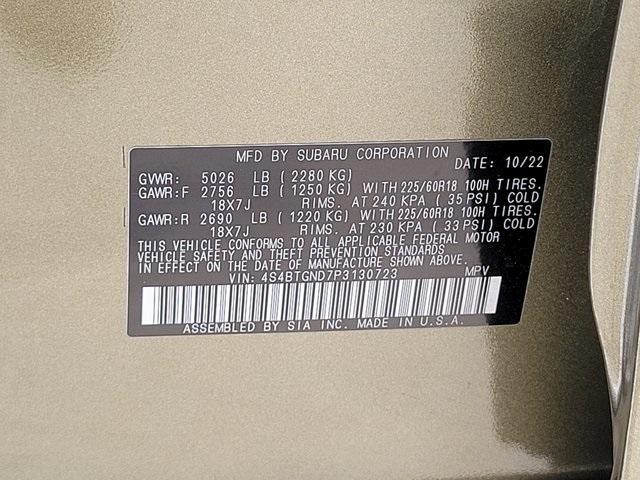 MFD BY SUBARU CORPORATION DATE: 10/22
GVWR: 5026 LB ( 2280 KG)
GAWR:F 2756 LB ( 1250 KG) WITH 225/60R18 100H TIRES.
18X7J RIMS. AT 240 KPA ( 35 PSI) COLD
GAWR:R 2690 LB ( 1220 KG) WITH 225/60R18 100H TIRES.
18X7J RIMS. AT 230 KPA ( 33 PSI) COLD
THIS VEHICLE CONFORMS TO ALL APPLICABLE FEDERAL MOTOR
VEHICLE SAFETY AND THEFT PREVENTION STANDARDS
IN EFFECT ON THE DATE OF MANUFACTURE SHOWN ABOVE.
VIN: 4S4BTGND7P3130723 MPV
ASSEMBLED BY SIA INC. MADE IN U.S.A.